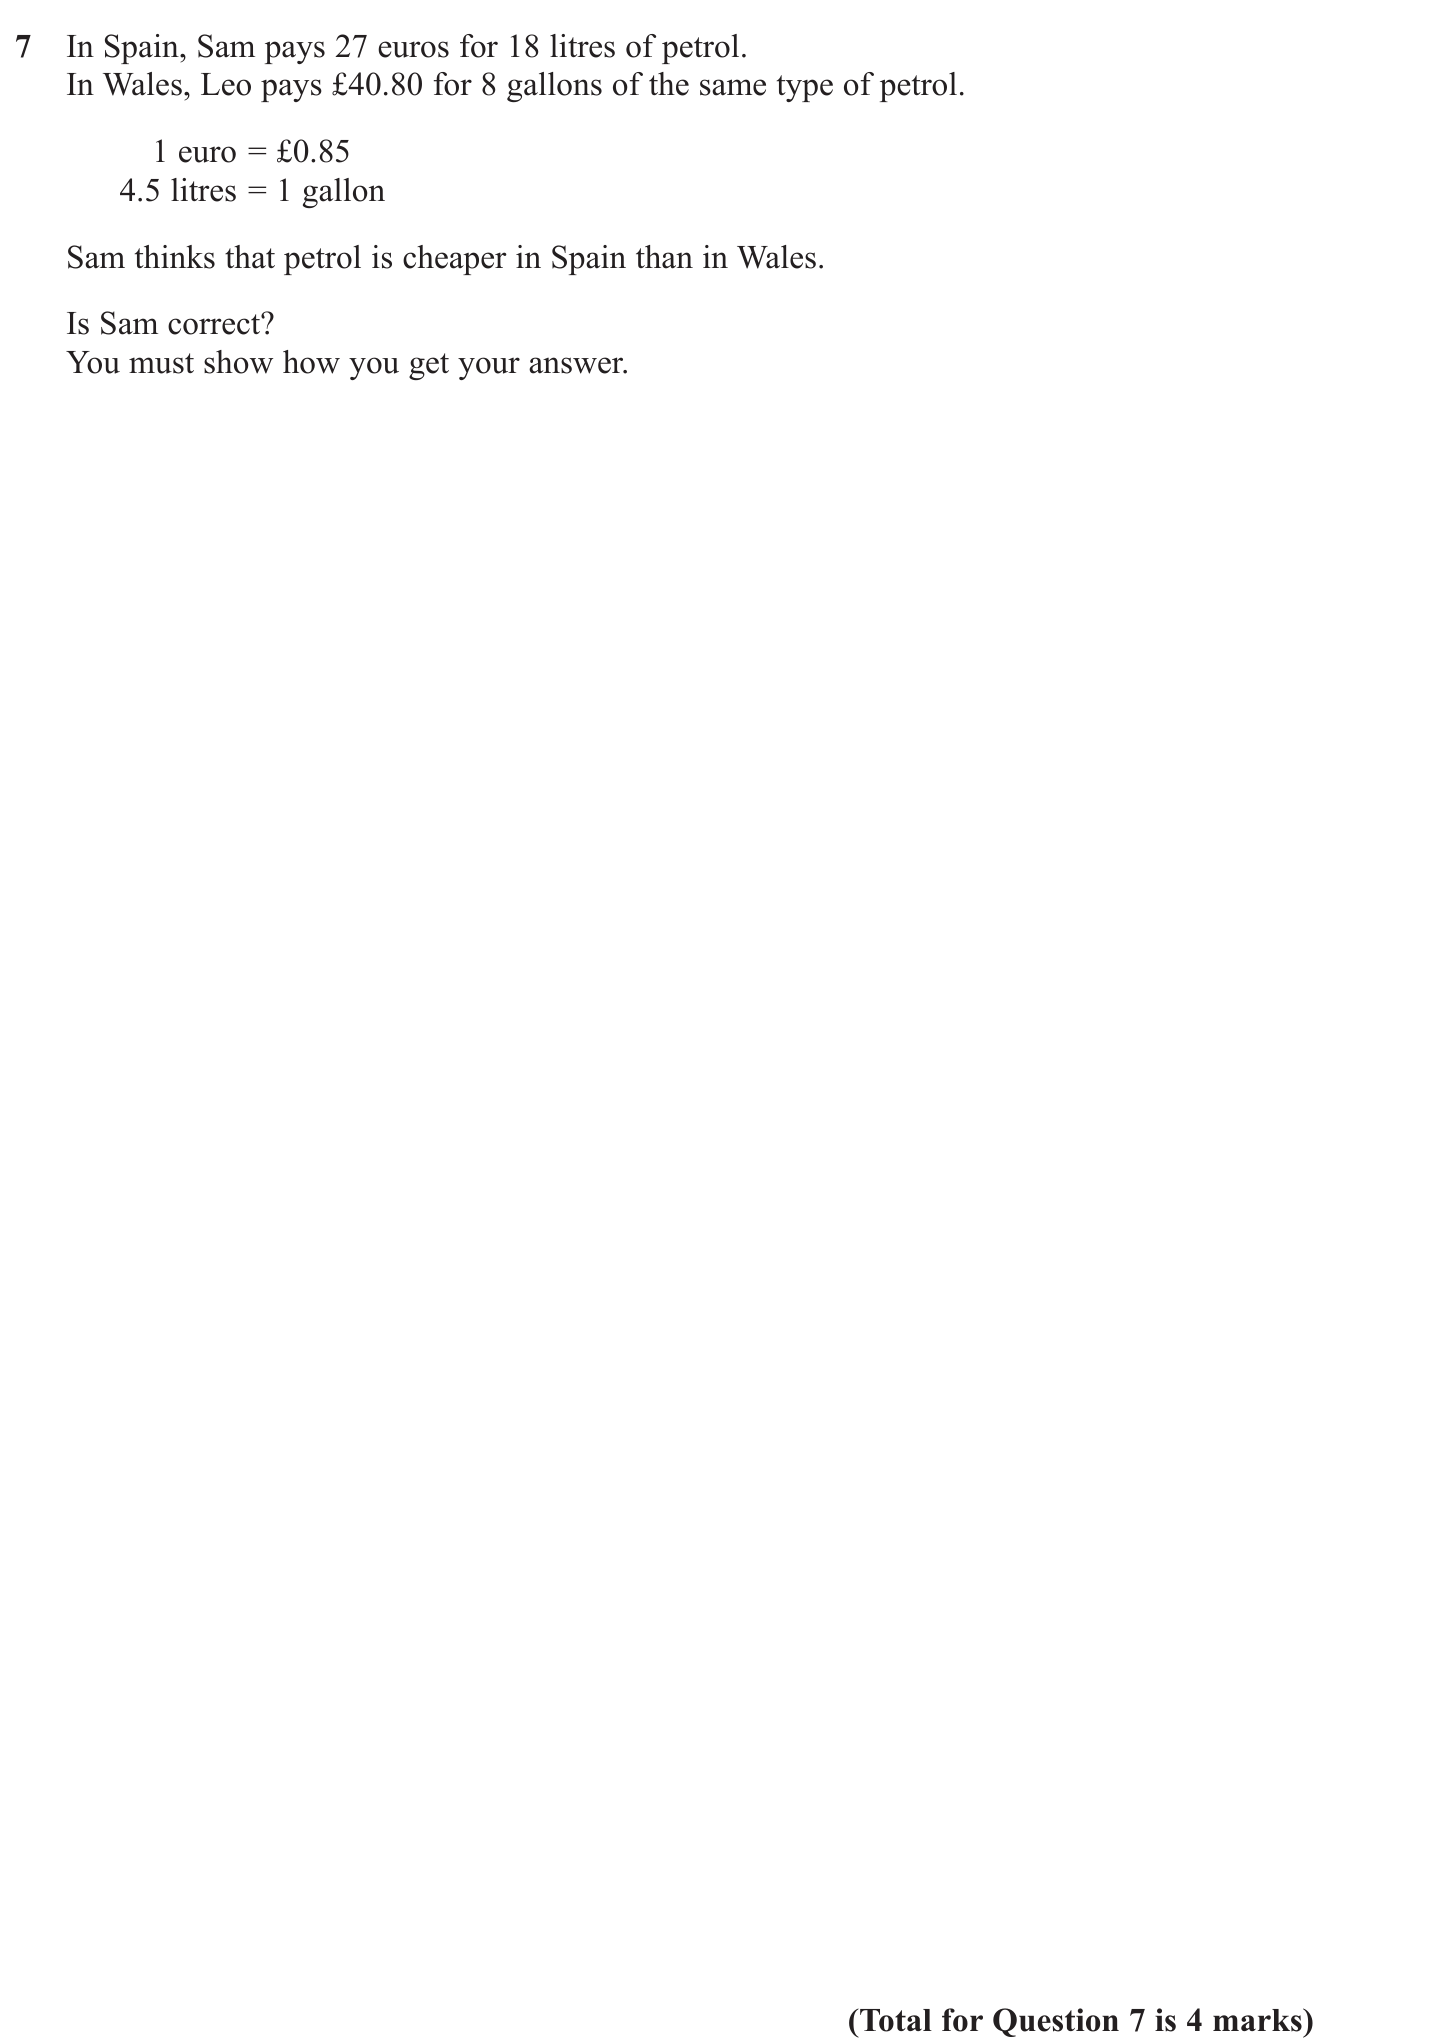 7 In Spain, Sam pays 27 euros for 18 litres of petrol.
In Wales, Leo pays £40.80 for 8 gallons of the same type of petrol.
1 euro = £0.85
4.5 litres = 1 gallon
Sam thinks that petrol is cheaper in Spain than in Wales.
Is Sam correct?
You must show how you get your answer.
(Total for Question 7 is 4 marks)